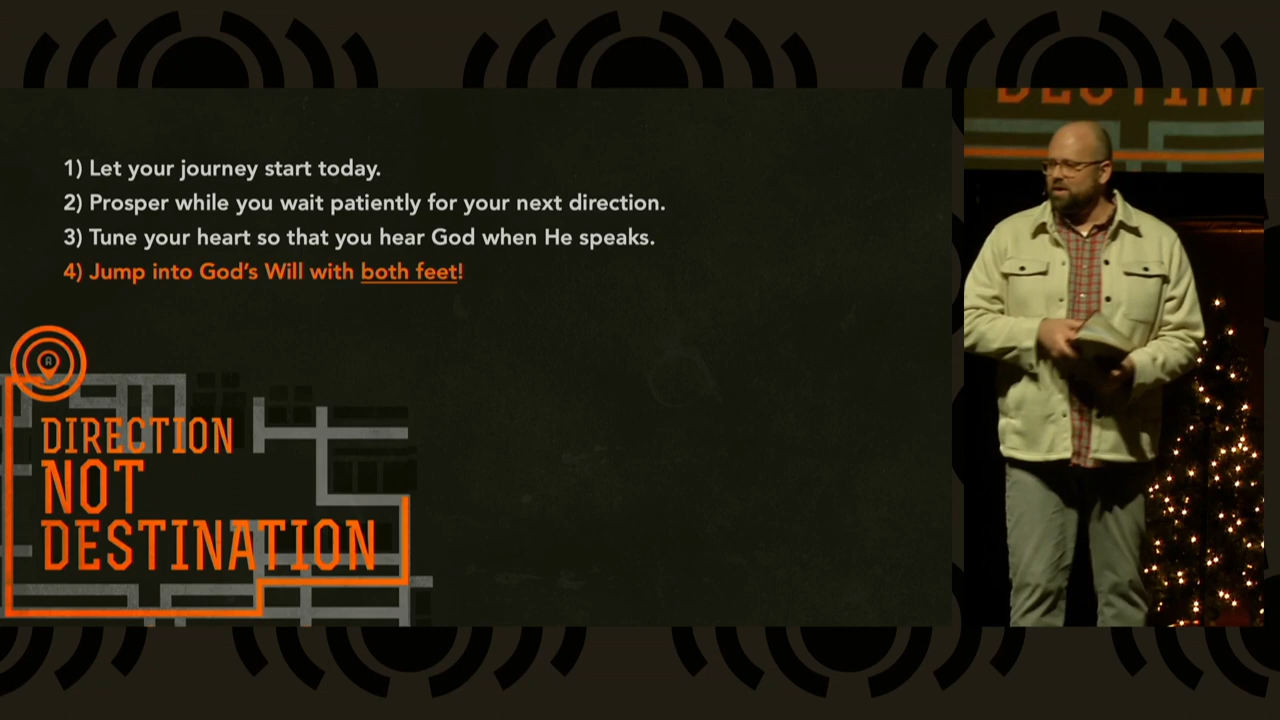 1) Let your journey start today.
2) Prosper while you wait patiently for your next direction.
3) Tune your heart so that you hear God when He speaks.
4) Jump into God's Will with both feet!
A
DIRECTION
NOT
DESTINATION